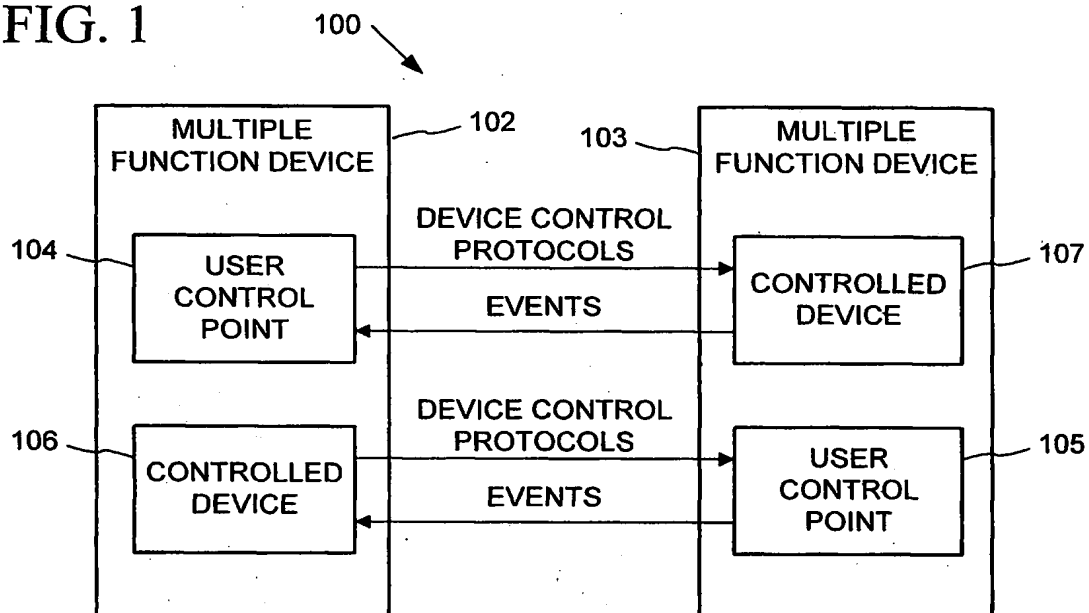 FIG. 1
100
MULTIPLE
FUNCTION DEVICE
102
103
MULTIPLE
FUNCTION DEVICE
104
USER
CONTROL
POINT
DEVICE CONTROL
PROTOCOLS
EVENTS
CONTROLLED
DEVICE
107
106
CONTROLLED
DEVICE
DEVICE CONTROL
PROTOCOLS
EVENTS
USER
CONTROL
POINT
105